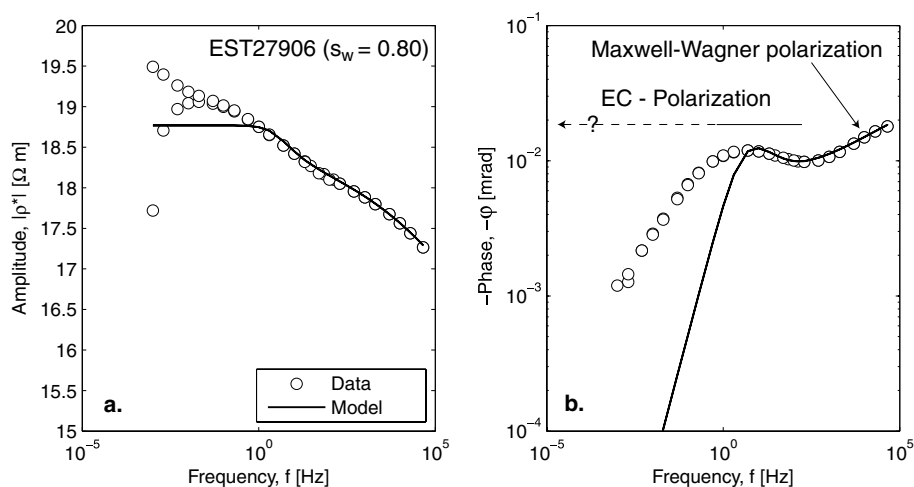 EST27906 (s_w = 0.80)
20
19.5
19
18.5
18
17.5
17
16.5
16
15.5
15
Amplitude, |ρ*| [Ω m]
Data
Model
a.
10^-5
10^0
10^5
Frequency, f [Hz]
Maxwell-Wagner polarization
EC - Polarization
?
10^-1
10^-2
10^-3
10^-4
−Phase, -φ [mrad]
b.
10^-5
10^0
10^5
Frequency, f [Hz]